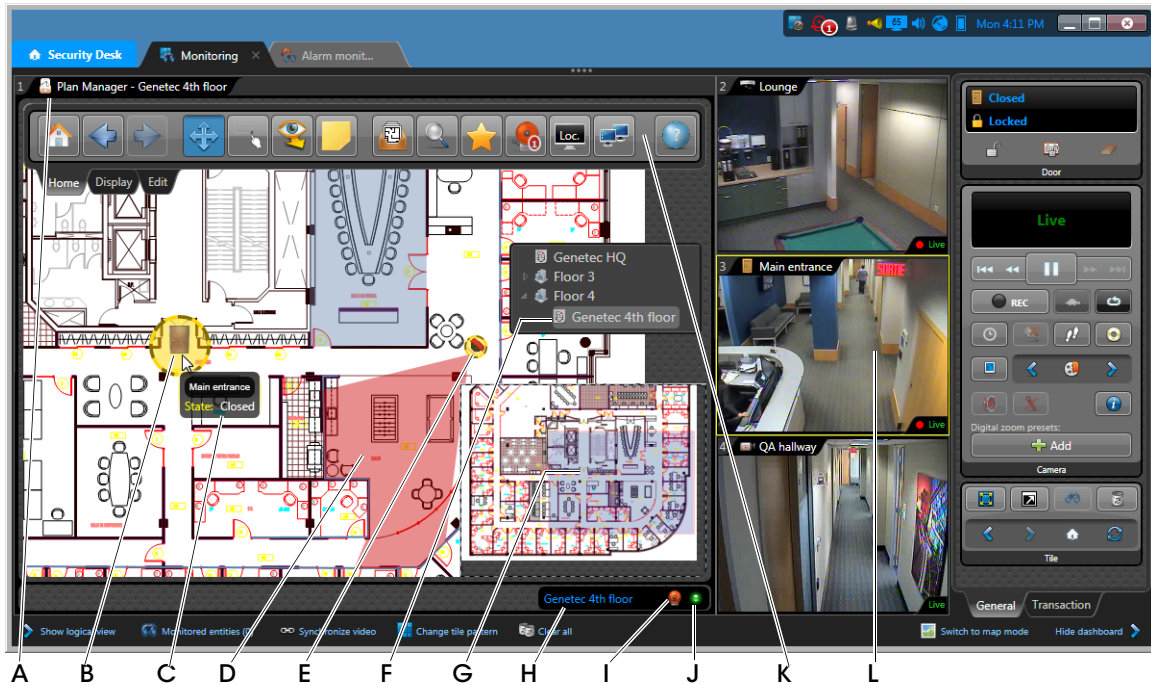 65
1
Mon 4:11 PM
Security Desk
Monitoring
Alarm monit...
1 Plan Manager - Genetec 4th floor
Loc.
1
?
Home Display Edit
Genetec HQ
Floor 3
Floor 4
Genetec 4th floor
Main entrance
State: Closed
Genetec 4th floor
2 Lounge
Live
3 Main entrance
SORTIE
Live
4 QA hallway
Live
Closed
Locked
Door
Live
REC
Digital zoom presets:
Add
Camera
Tile
General Transaction
Show logical view
Monitored entities (0)
Synchronize video
Change tile pattern
Clear all
Switch to map mode
Hide dashboard
A B C D E F G H I J K L